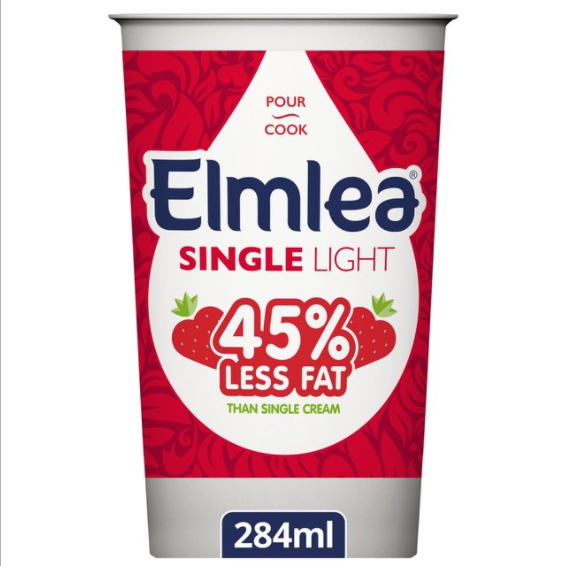 POUR
COOK
Elmlea®
SINGLE LIGHT
45%
LESS FAT
THAN SINGLE CREAM
284ml